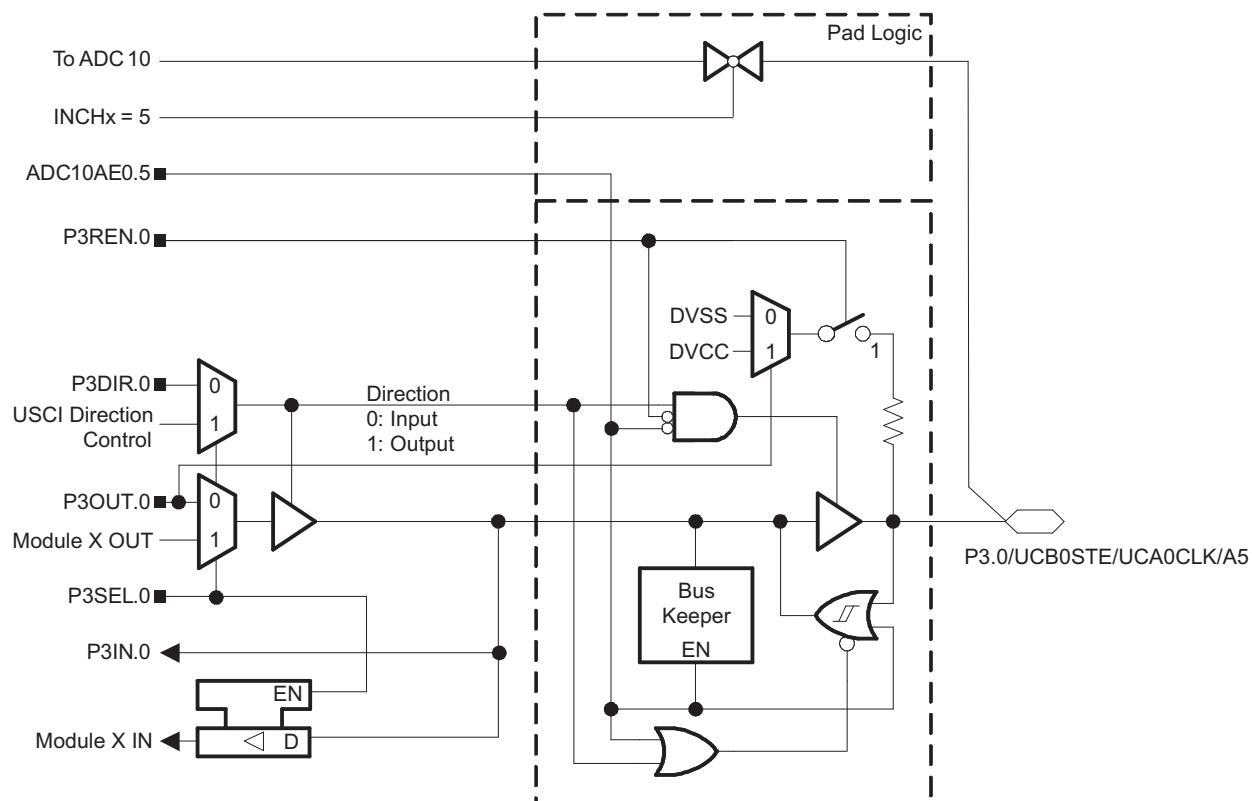 Pad Logic
To ADC 10
INCHx = 5
ADC10AE0.5
P3REN.0
DVSS
0
DVCC
1
1
P3DIR.0
0
USCI Direction
Control
1
Direction
0: Input
1: Output
P3OUT.0
0
Module X OUT
1
P3.0/UCB0STE/UCA0CLK/A5
P3SEL.0
Bus
Keeper
EN
P3IN.0
EN
Module X IN
D